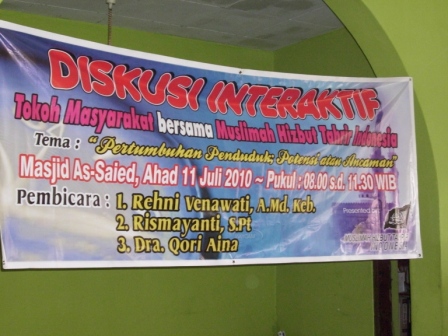 DISKUSI INTERAKTIF
Tokoh Masyarakat bersama Muslimah Hizbut Tahrir Indonesia
Tema : "Pertumbuhan Penduduk, Potensi atau Ancaman"
Masjid As-Saied, Ahad 11 Juli 2010 ~ Pukul : 08.00 s.d. 11.30 WIB
Pembicara : 1. Rehni Venawati, A.Md. Keb.
2. Rismayanti, S.Pt
3. Dra. Qori Aina
Presented by